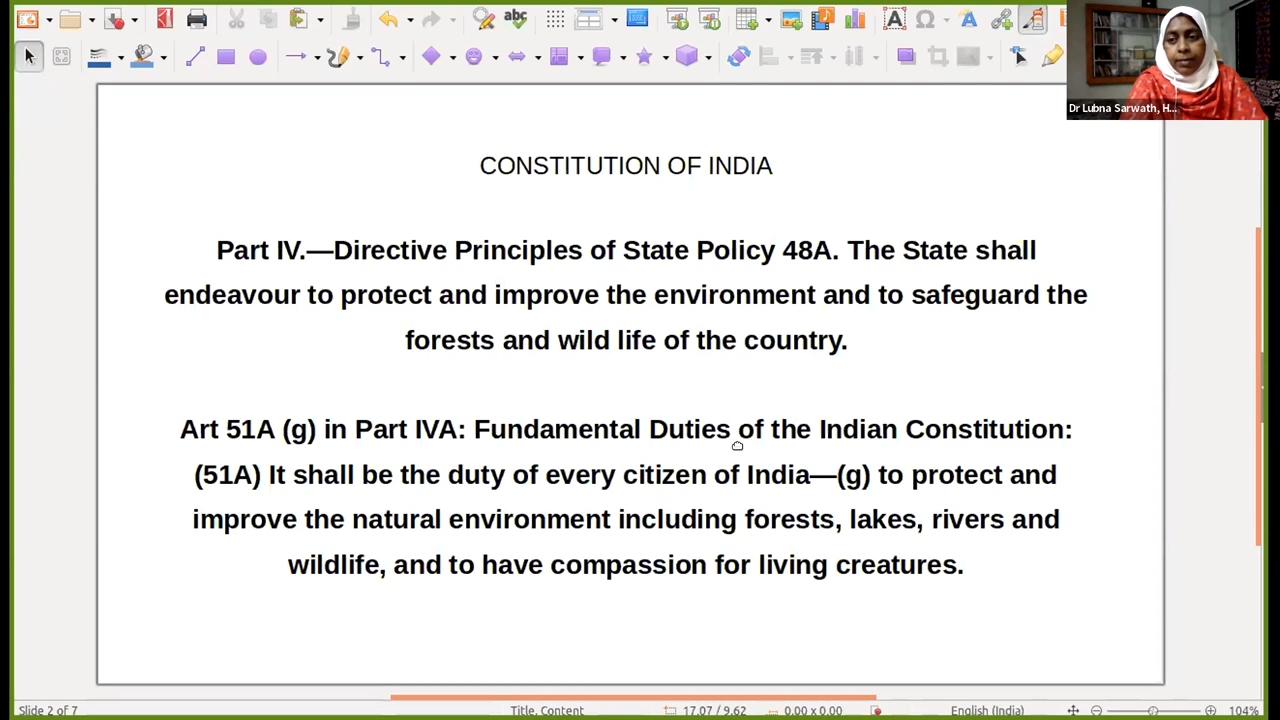 abc
A
Ω
A
Dr Lubna Sarwath, H...
CONSTITUTION OF INDIA
Part IV.—Directive Principles of State Policy 48A. The State shall
endeavour to protect and improve the environment and to safeguard the
forests and wild life of the country.
Art 51A (g) in Part IVA: Fundamental Duties of the Indian Constitution:
(51A) It shall be the duty of every citizen of India—(g) to protect and
improve the natural environment including forests, lakes, rivers and
wildlife, and to have compassion for living creatures.
Slide 2 of 7 Title, Content 17.07 / 9.62 0.00 x 0.00 English (India) 104%